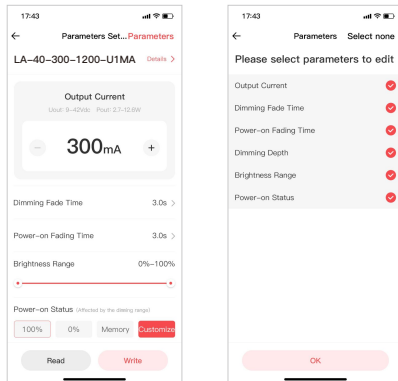 17:43
Parameters Set... Parameters
LA-40-300-1200-U1MA Details >
Output Current
Uout: 9-42Vdc Pout: 2.7-12.6W
300mA
Dimming Fade Time 3.0s >
Power-on Fading Time 3.0s >
Brightness Range 0%-100%
Power-on Status (Affected by the diming range)
100% 0% Memory Customize
Read Write
17:43
Parameters Select none
Please select parameters to edit
Output Current
Dimming Fade Time
Power-on Fading Time
Dimming Depth
Brightness Range
Power-on Status
OK